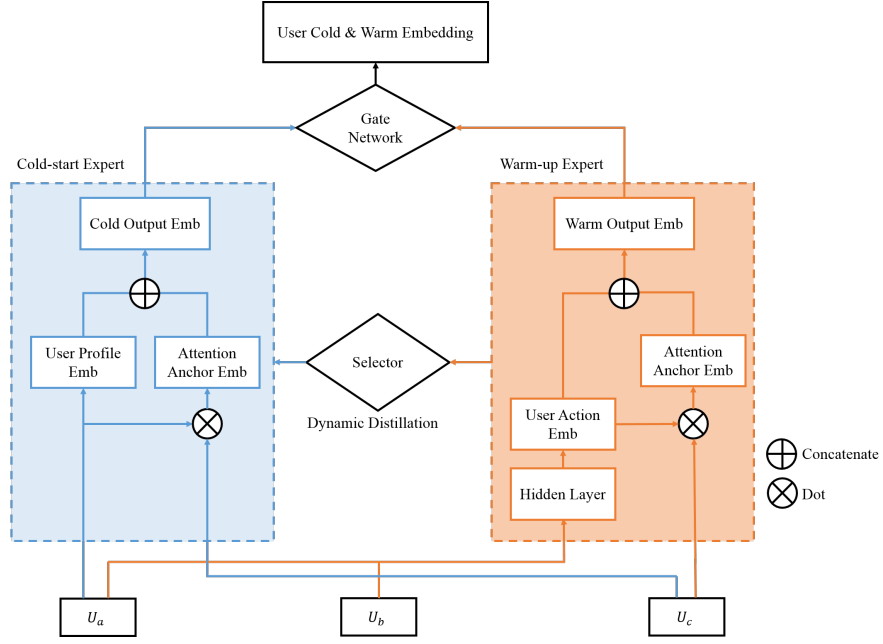 User Cold & Warm Embedding
Gate
Network
Cold-start Expert
Warm-up Expert
Cold Output Emb
Warm Output Emb
User Profile
Emb
Attention
Anchor Emb
Selector
Dynamic Distillation
Attention
Anchor Emb
User Action
Emb
Hidden Layer
Concatenate
Dot
U_a
U_b
U_c